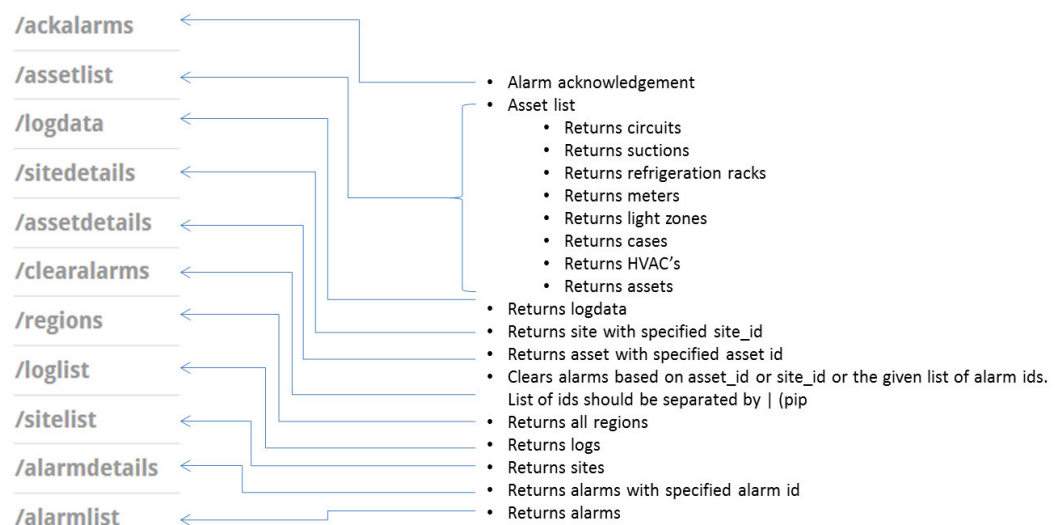 /ackalarms
/assetlist
/logdata
/sitedetails
/assetdetails
/clearalarms
/regions
/loglist
/sitelist
/alarmdetails
/alarmlist
• Alarm acknowledgement
• Asset list
• Returns circuits
• Returns suctions
• Returns refrigeration racks
• Returns meters
• Returns light zones
• Returns cases
• Returns HVAC's
• Returns assets
• Returns logdata
• Returns site with specified site_id
• Returns asset with specified asset id
• Clears alarms based on asset_id or site_id or the given list of alarm ids.
List of ids should be separated by | (pip
• Returns all regions
• Returns logs
• Returns sites
• Returns alarms with specified alarm id
• Returns alarms